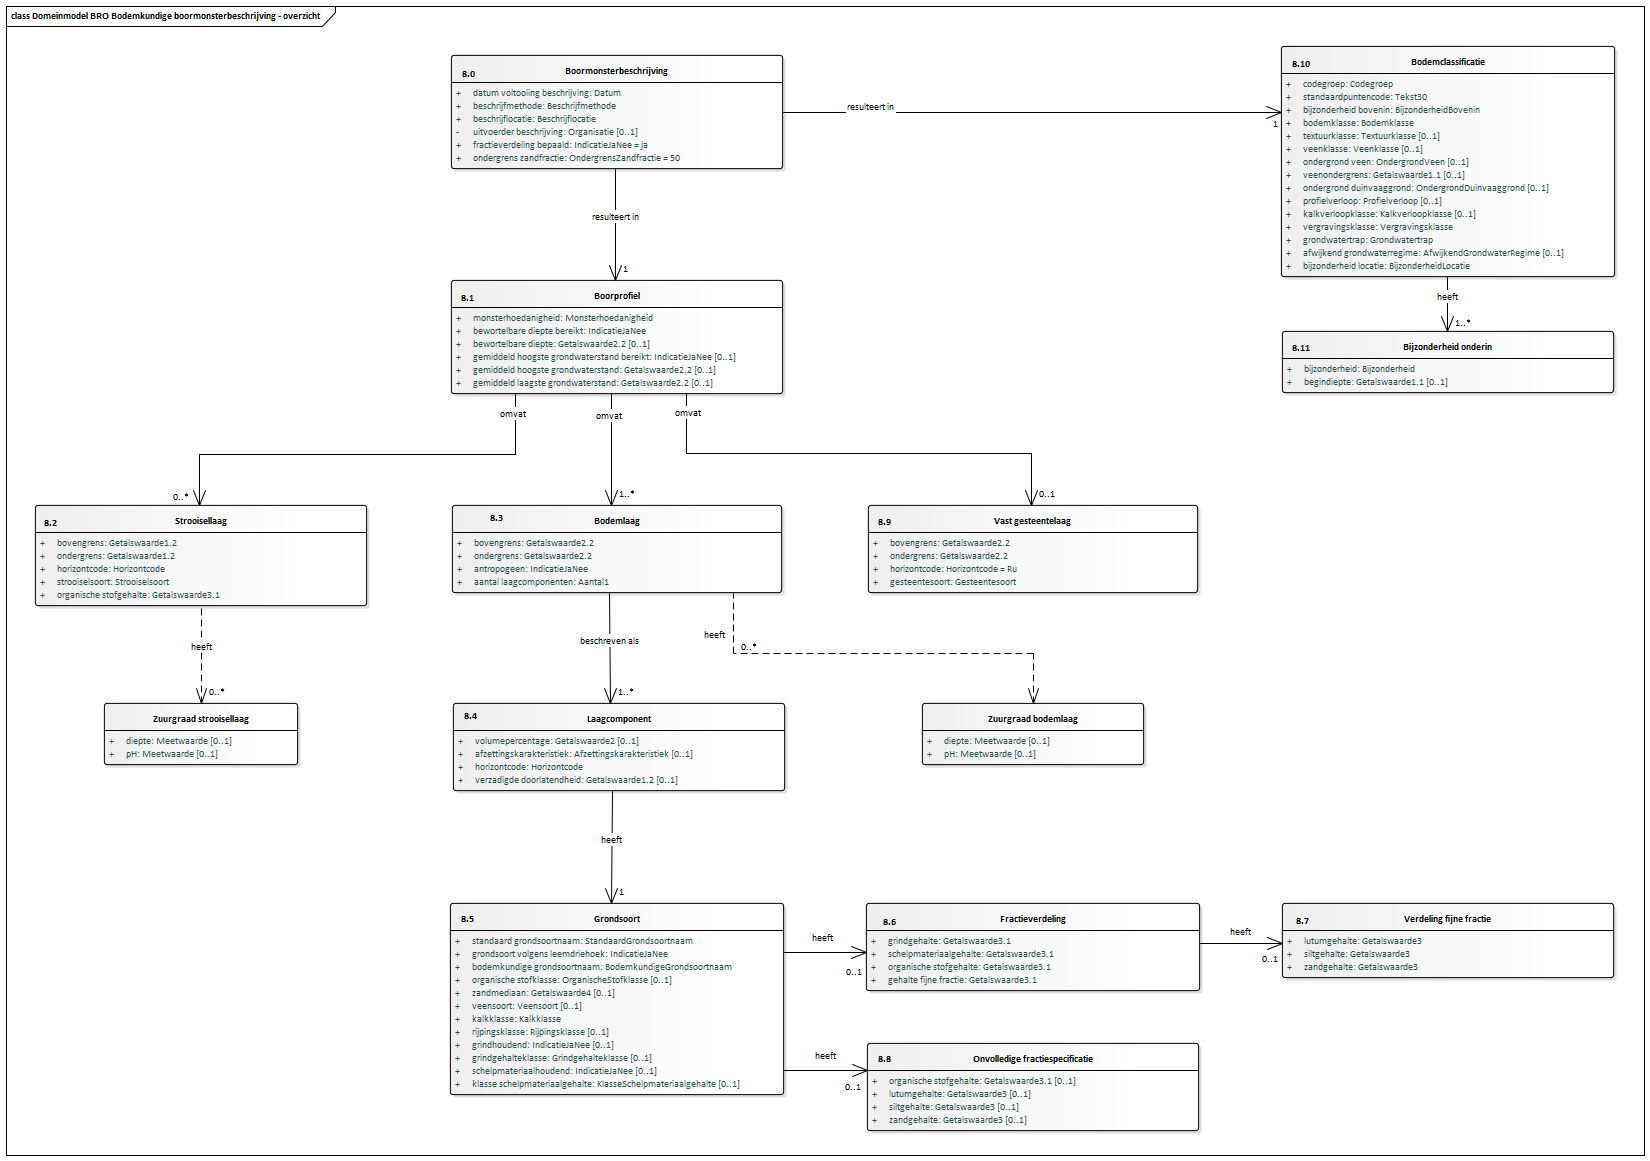 class Domeinmodel BRO Bodemkundige boormonsterbeschrijving - overzicht
8.0 Boormonsterbeschrijving
+ datum voltooiing beschrijving: Datum
+ beschrijfmethode: Beschrijfmethode
+ beschrijflocatie: Beschrijflocatie
- uitvoerder beschrijving: Organisatie [0..1]
+ fractieverdeling bepaald: IndicatieJaNee = ja
+ ondergrens zandfractie: OndergrensZandfractie = 50
resulteert in
1
8.10 Bodemclassificatie
+ codegroep: Codegroep
+ standaardpuntencode: Tekst30
+ bijzonderheid bovenin: BijzonderheidBovenin
+ bodemklasse: Bodemklasse
+ textuurklasse: Textuurklasse [0..1]
+ veenklasse: Veenklasse [0..1]
+ ondergrond veen: OndergrondVeen [0..1]
+ veenondergrens: Getalswaarde1.1 [0..1]
+ ondergrond duinvaaggrond: OndergrondDuinvaaggrond [0..1]
+ profielverloop: Profielverloop [0..1]
+ kalkverloopklasse: Kalkverloopklasse [0..1]
+ vergravingsklasse: Vergravingsklasse
+ grondwatertrap: Grondwatertrap
+ afwijkend grondwaterregime: AfwijkendGrondwaterRegime [0..1]
+ bijzonderheid locatie: BijzonderheidLocatie
heeft
1..*
8.11 Bijzonderheid onderin
+ bijzonderheid: Bijzonderheid
+ begindiepte: Getalswaarde1.1 [0..1]
resulteert in
1
8.1 Boorprofiel
+ monsterhoedanigheid: Monsterhoedanigheid
+ bewortelbare diepte bereikt: IndicatieJaNee
+ bewortelbare diepte: Getalswaarde2.2 [0..1]
+ gemiddeld hoogste grondwaterstand bereikt: IndicatieJaNee [0..1]
+ gemiddeld hoogste grondwaterstand: Getalswaarde2.2 [0..1]
+ gemiddeld laagste grondwaterstand: Getalswaarde2.2 [0..1]
omvat
omvat
omvat
0..*
1..*
0..1
8.2 Strooisellaag
+ bovengrens: Getalswaarde1.2
+ ondergrens: Getalswaarde1.2
+ horizontcode: Horizontcode
+ strooiselsoort: Strooiselsoort
+ organische stofgehalte: Getalswaarde3.1
8.3 Bodemlaag
+ bovengrens: Getalswaarde2.2
+ ondergrens: Getalswaarde2.2
+ antropogeen: IndicatieJaNee
+ aantal laagcomponenten: Aantal1
8.9 Vast gesteentelaag
+ bovengrens: Getalswaarde2.2
+ ondergrens: Getalswaarde2.2
+ horizontcode: Horizontcode = Ru
+ gesteentesoort: Gesteentesoort
heeft
0..*
beschreven als
1..*
heeft
0..*
Zuurgraad strooisellaag
+ diepte: Meetwaarde [0..1]
+ pH: Meetwaarde [0..1]
8.4 Laagcomponent
+ volumepercentage: Getalswaarde2 [0..1]
+ afzettingskarakteristiek: Afzettingskarakteristiek [0..1]
+ horizontcode: Horizontcode
+ verzadigde doorlatendheid: Getalswaarde1.2 [0..1]
Zuurgraad bodemlaag
+ diepte: Meetwaarde [0..1]
+ pH: Meetwaarde [0..1]
heeft
1
8.5 Grondsoort
+ standaard grondsoortnaam: StandaardGrondsoortnaam
+ grondsoort volgens leemdriehoek: IndicatieJaNee
+ bodemkundige grondsoortnaam: BodemkundigeGrondsoortnaam
+ organische stofklasse: OrganischeStofklasse [0..1]
+ zandmediaan: Getalswaarde4 [0..1]
+ veensoort: Veensoort [0..1]
+ kalkklasse: Kalkklasse
+ rijpingsklasse: Rijpingsklasse [0..1]
+ grindhoudend: IndicatieJaNee [0..1]
+ grindgehalteklasse: Grindgehalteklasse [0..1]
+ schelpmateriaalhoudend: IndicatieJaNee [0..1]
+ klasse schelpmateriaalgehalte: KlasseSchelpmateriaalgehalte [0..1]
heeft
0..1
8.6 Fractieverdeling
+ grindgehalte: Getalswaarde3.1
+ schelpmateriaalgehalte: Getalswaarde3.1
+ organische stofgehalte: Getalswaarde3.1
+ gehalte fijne fractie: Getalswaarde3.1
heeft
0..1
8.7 Verdeling fijne fractie
+ lutumgehalte: Getalswaarde3
+ siltgehalte: Getalswaarde3
+ zandgehalte: Getalswaarde3
heeft
0..1
8.8 Onvolledige fractiespecificatie
+ organische stofgehalte: Getalswaarde3.1 [0..1]
+ lutumgehalte: Getalswaarde3 [0..1]
+ siltgehalte: Getalswaarde3 [0..1]
+ zandgehalte: Getalswaarde3 [0..1]